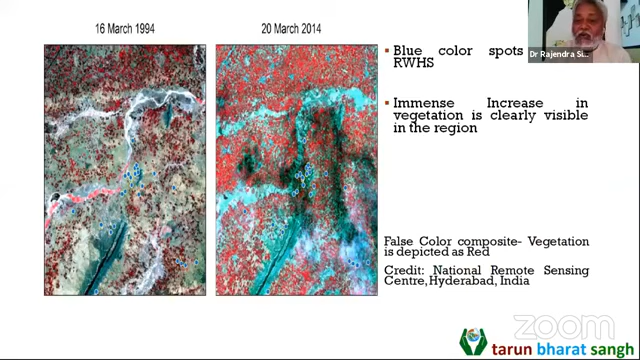 16 March 1994
20 March 2014
Dr Rajendra Si...
Blue color spots
RWHS
Immense Increase in
vegetation is clearly visible
in the region
False Color composite- Vegetation
is depicted as Red
Credit: National Remote Sensing
Centre, Hyderabad, India
zoom
tarun bharat sangh